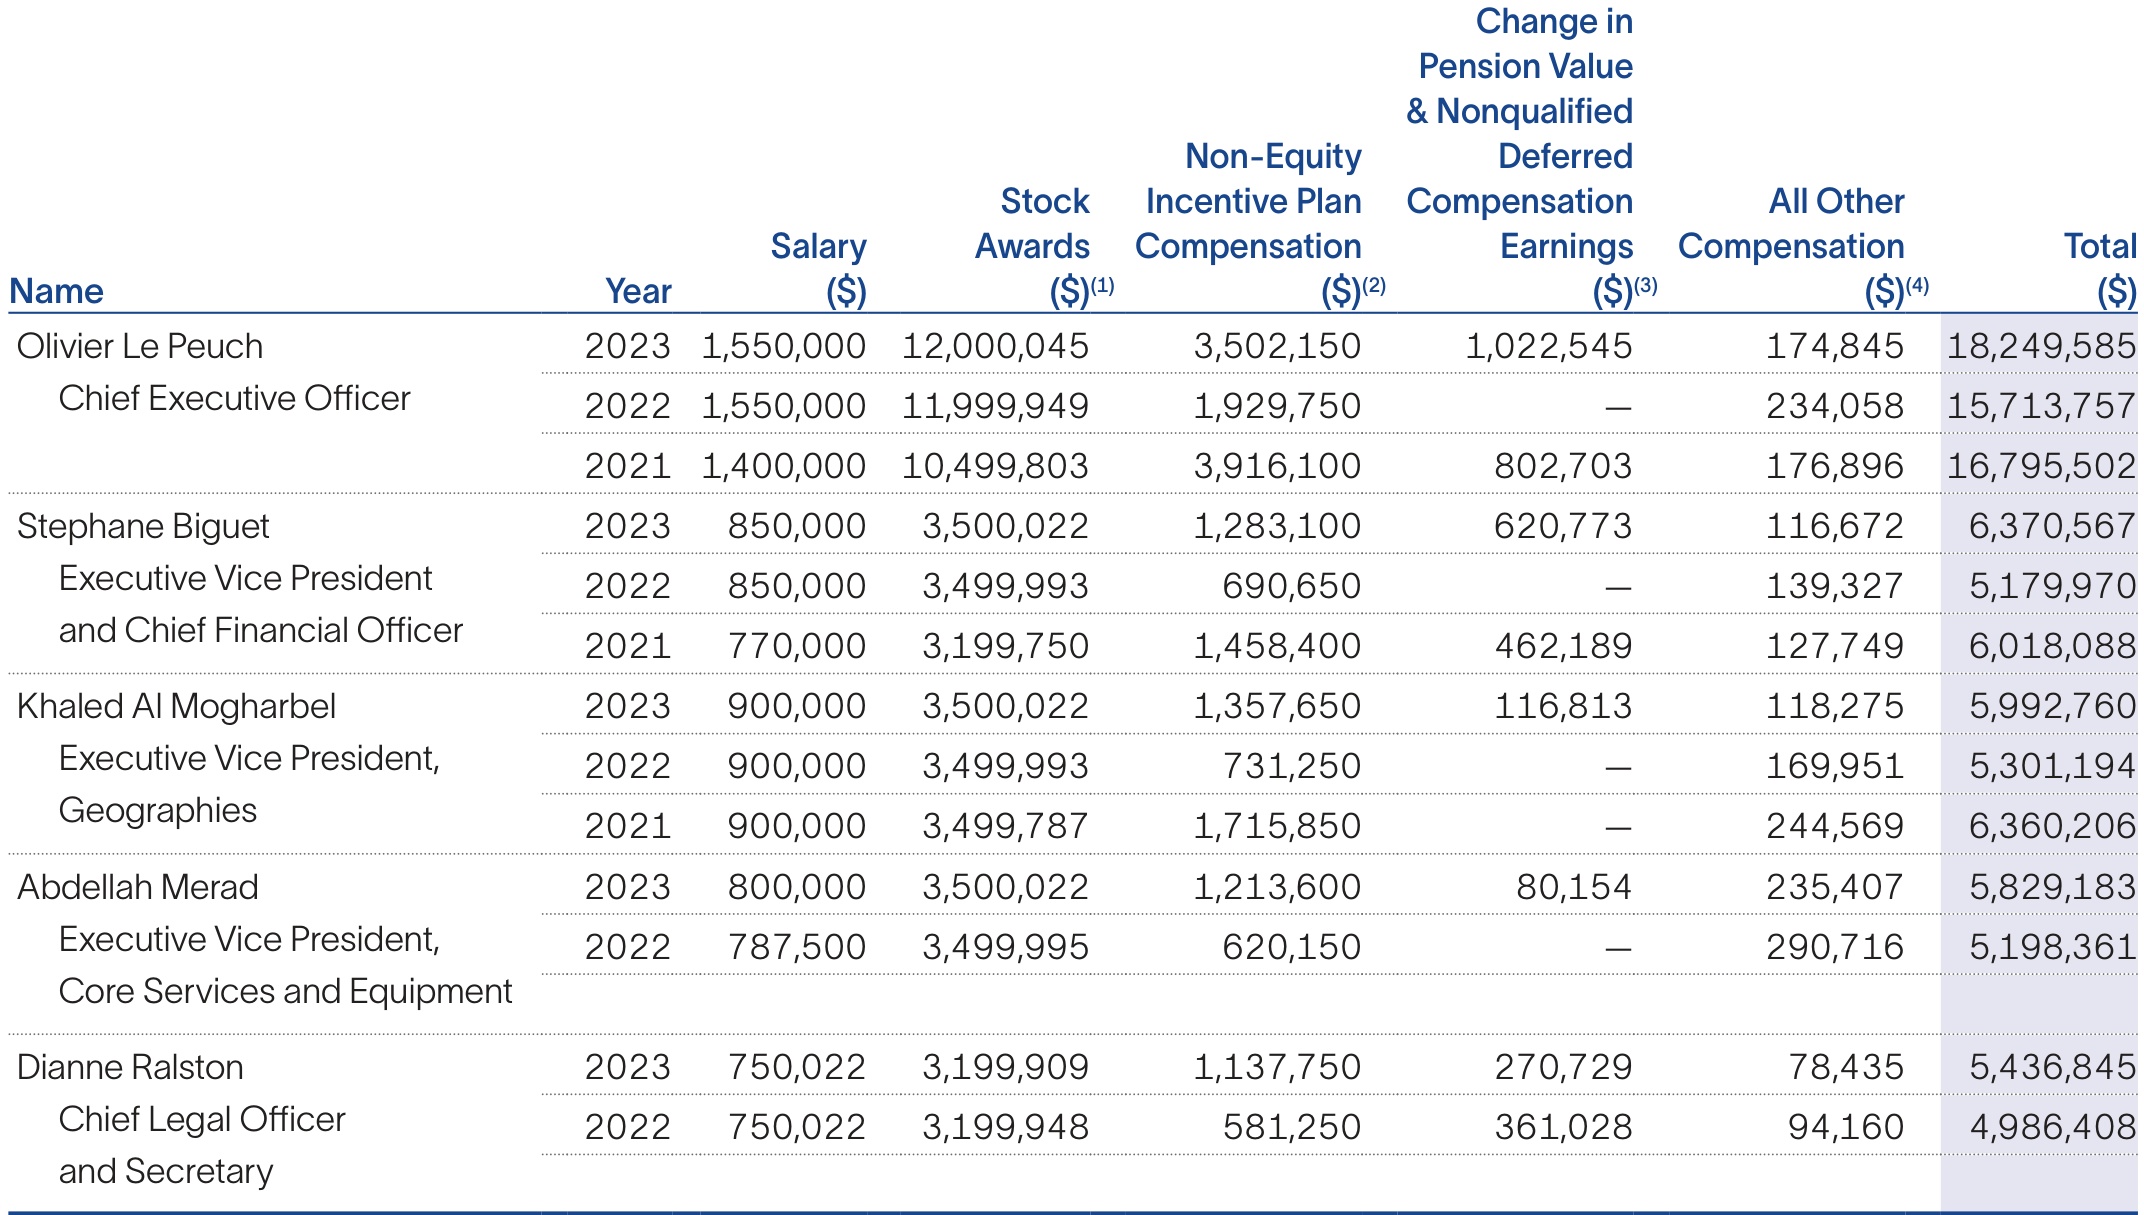 Change in
Pension Value
& Nonqualified
Non-Equity Deferred
Stock Incentive Plan Compensation All Other
Salary Awards Compensation Earnings Compensation Total
Name Year ($) ($)(1) ($)(2) ($)(3) ($)(4) ($)
Olivier Le Peuch 2023 1,550,000 12,000,045 3,502,150 1,022,545 174,845 18,249,585
Chief Executive Officer 2022 1,550,000 11,999,949 1,929,750 — 234,058 15,713,757
2021 1,400,000 10,499,803 3,916,100 802,703 176,896 16,795,502
Stephane Biguet 2023 850,000 3,500,022 1,283,100 620,773 116,672 6,370,567
Executive Vice President 2022 850,000 3,499,993 690,650 — 139,327 5,179,970
and Chief Financial Officer 2021 770,000 3,199,750 1,458,400 462,189 127,749 6,018,088
Khaled Al Mogharbel 2023 900,000 3,500,022 1,357,650 116,813 118,275 5,992,760
Executive Vice President, 2022 900,000 3,499,993 731,250 — 169,951 5,301,194
Geographies 2021 900,000 3,499,787 1,715,850 — 244,569 6,360,206
Abdellah Merad 2023 800,000 3,500,022 1,213,600 80,154 235,407 5,829,183
Executive Vice President, 2022 787,500 3,499,995 620,150 — 290,716 5,198,361
Core Services and Equipment
Dianne Ralston 2023 750,022 3,199,909 1,137,750 270,729 78,435 5,436,845
Chief Legal Officer 2022 750,022 3,199,948 581,250 361,028 94,160 4,986,408
and Secretary